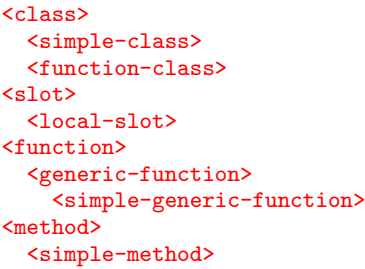 <class>
  <simple-class>
  <function-class>
<slot>
  <local-slot>
<function>
  <generic-function>
    <simple-generic-function>
<method>
  <simple-method>